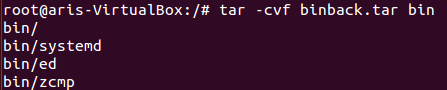 root@aris-VirtualBox:/# tar -cvf binback.tar bin
bin/
bin/systemd
bin/ed
bin/zcmp